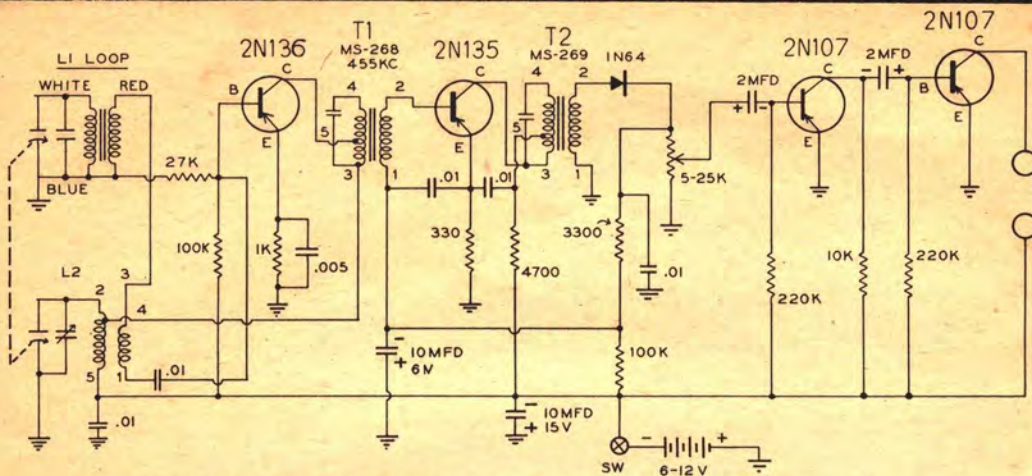 L1 LOOP
WHITE RED
BLUE
27K
100K
L2
2 3 4
5 1
.01
.01
2N136
B C E
1K
.005
T1
MS-268
455KC
4 2
5
3 1
2N135
C
E
.01 .01
330
4700
10MFD
6V
- +
10MFD
15V
- +
T2
MS-269
4 2
5
3 1
1N64
5-25K
3300
.01
100K
SW
- +
6-12V
2MFD
+ -
2N107
C
E
220K
10K
2MFD
- +
220K
2N107
B C E